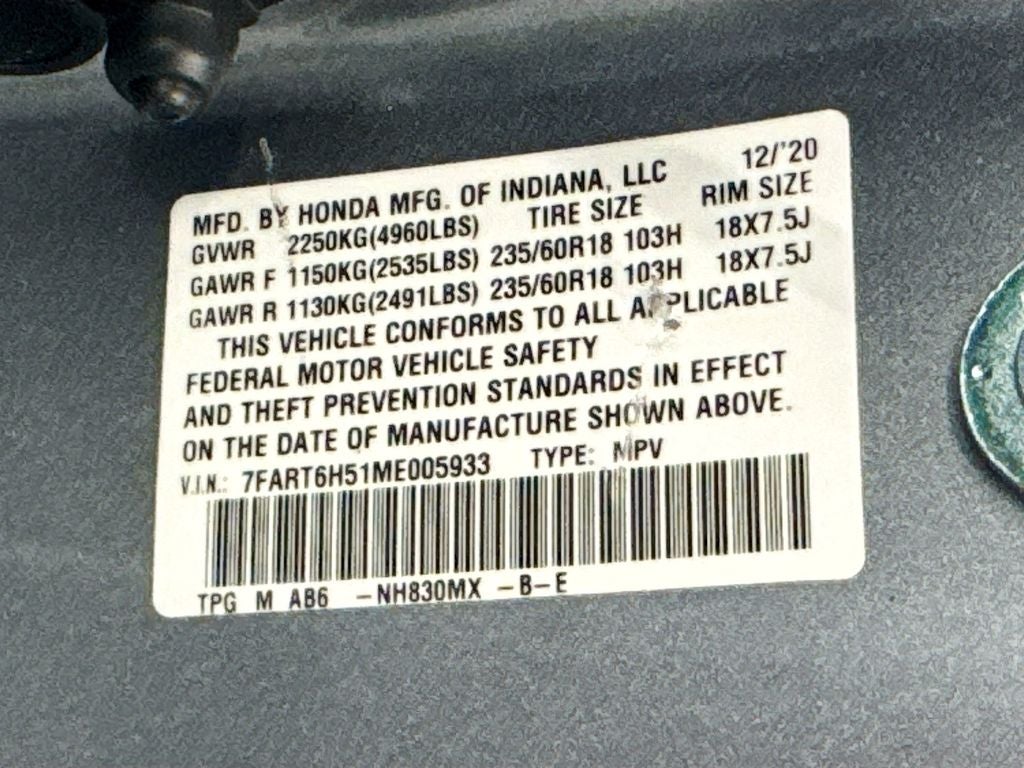 MFD. BY HONDA MFG. OF INDIANA, LLC 12/'20
GVWR 2250KG(4960LBS) TIRE SIZE RIM SIZE
GAWR F 1150KG(2535LBS) 235/60R18 103H 18X7.5J
GAWR R 1130KG(2491LBS) 235/60R18 103H 18X7.5J
THIS VEHICLE CONFORMS TO ALL APPLICABLE
FEDERAL MOTOR VEHICLE SAFETY
AND THEFT PREVENTION STANDARDS IN EFFECT
ON THE DATE OF MANUFACTURE SHOWN ABOVE.
V.I.N.: 7FART6H51ME005933 TYPE: MPV
TPG M AB6 -NH830MX -B-E